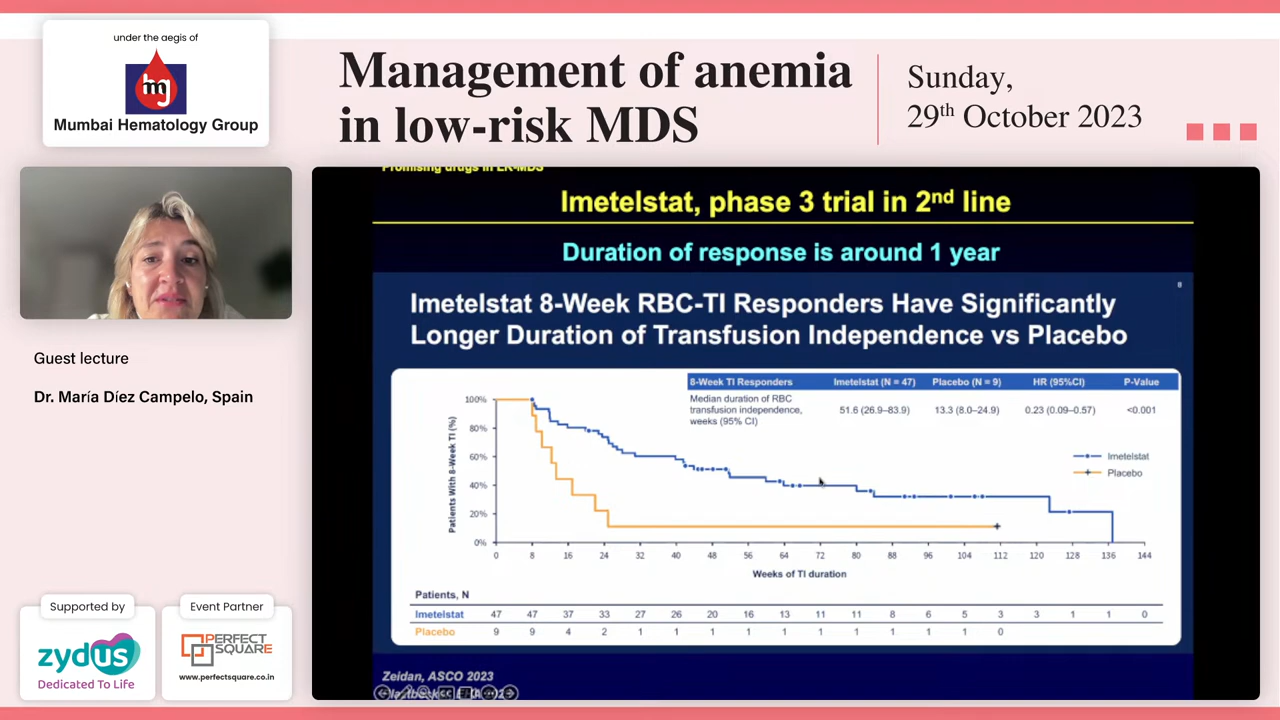 under the aegis of
mg
Mumbai Hematology Group
Management of anemia
in low-risk MDS
Sunday,
29th October 2023
Guest lecture
Dr. María Díez Campelo, Spain
Supported by
zydus
Dedicated To Life
Event Partner
PERFECT
SQUARE
www.perfectsquare.co.in
Promising drugs in LR-MDS
Imetelstat, phase 3 trial in 2nd line
Duration of response is around 1 year
8
Imetelstat 8-Week RBC-TI Responders Have Significantly
Longer Duration of Transfusion Independence vs Placebo
8-Week TI Responders Imetelstat (N = 47) Placebo (N = 9) HR (95%CI) P-Value
Median duration of RBC
transfusion independence,
weeks (95% CI)
51.6 (26.9–83.9) 13.3 (8.0–24.9) 0.23 (0.09–0.57) <0.001
Imetelstat
Placebo
Patients With 8-Week TI (%)
100%
80%
60%
40%
20%
0%
0 8 16 24 32 40 48 56 64 72 80 88 96 104 112 120 128 136 144
Weeks of TI duration
Patients, N
Imetelstat 47 47 37 33 27 26 20 16 13 11 11 8 6 5 3 3 1 1 0
Placebo 9 9 4 2 1 1 1 1 1 1 1 1 1 1 0
Zeidan, ASCO 2023